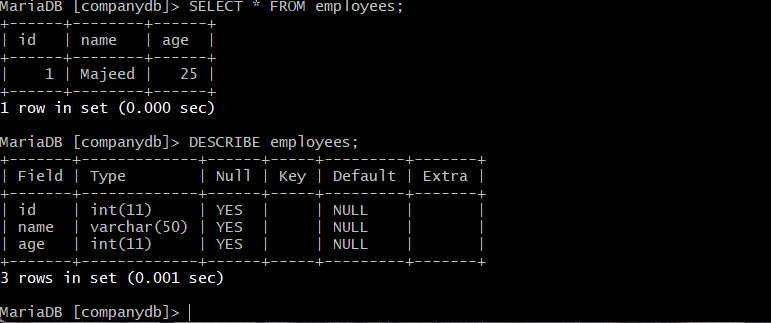 MariaDB [companydb]> SELECT * FROM employees;
+------+--------+------+
| id   | name   | age  |
+------+--------+------+
|    1 | Majeed |   25 |
+------+--------+------+
1 row in set (0.000 sec)
MariaDB [companydb]> DESCRIBE employees;
+-------+-------------+------+-----+---------+-------+
| Field | Type        | Null | Key | Default | Extra |
+-------+-------------+------+-----+---------+-------+
| id    | int(11)     | YES  |     | NULL    |       |
| name  | varchar(50) | YES  |     | NULL    |       |
| age   | int(11)     | YES  |     | NULL    |       |
+-------+-------------+------+-----+---------+-------+
3 rows in set (0.001 sec)
MariaDB [companydb]>